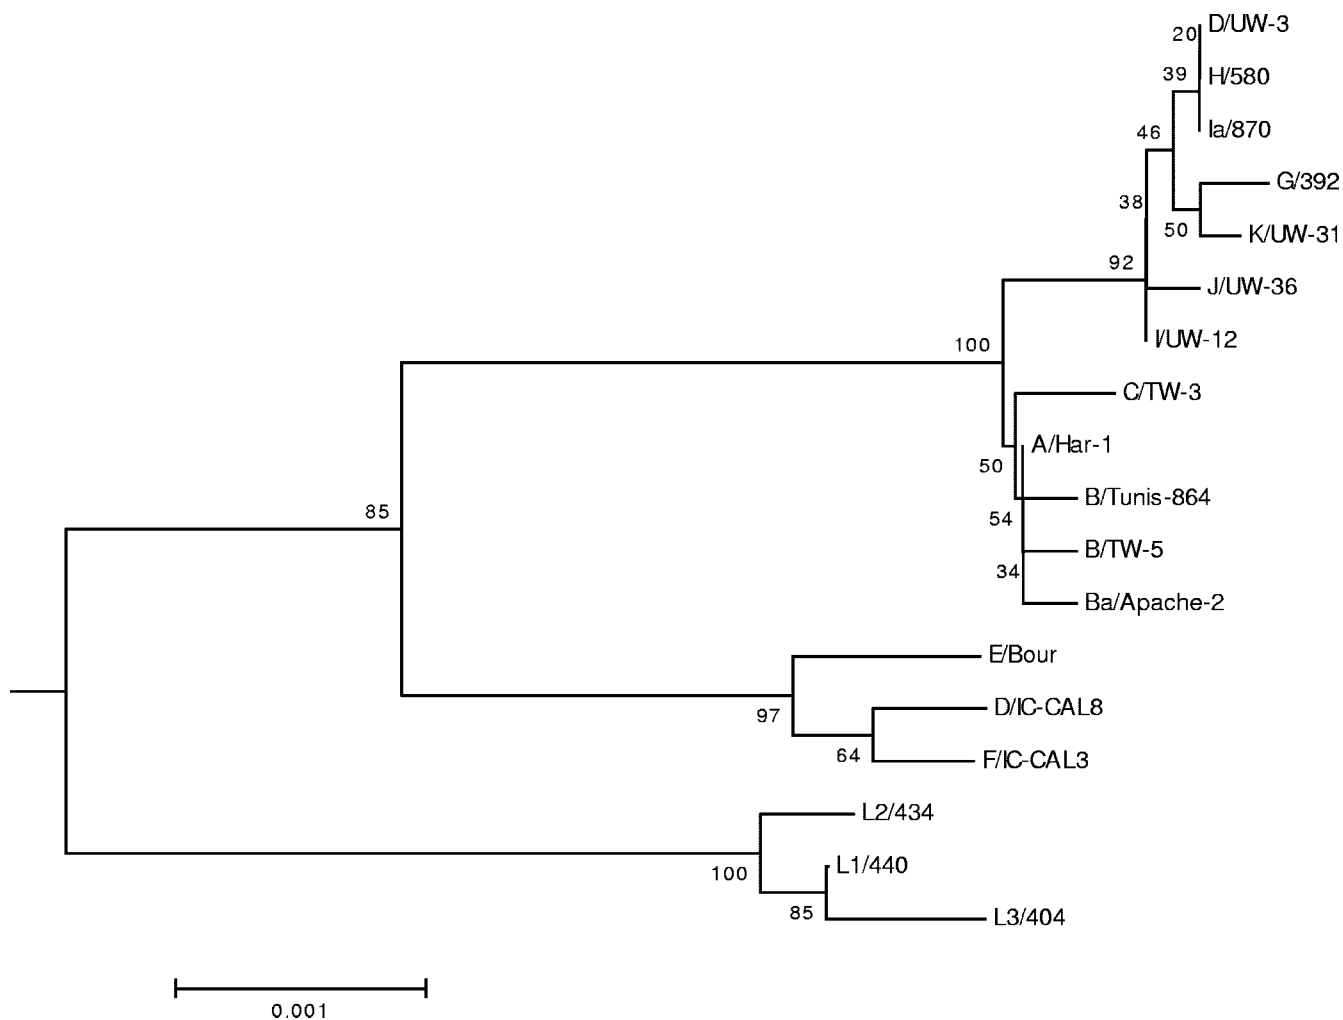 D/UW-3
20
H/580
39
Ia/870
46
G/392
38
50
K/UW-31
92
J/UW-36
I/UW-12
100
C/TW-3
A/Har-1
50
B/Tunis-864
85
54
B/TW-5
34
Ba/Apache-2
E/Bour
D/IC-CAL8
97
64
F/IC-CAL3
L2/434
L1/440
100
85
L3/404
0.001